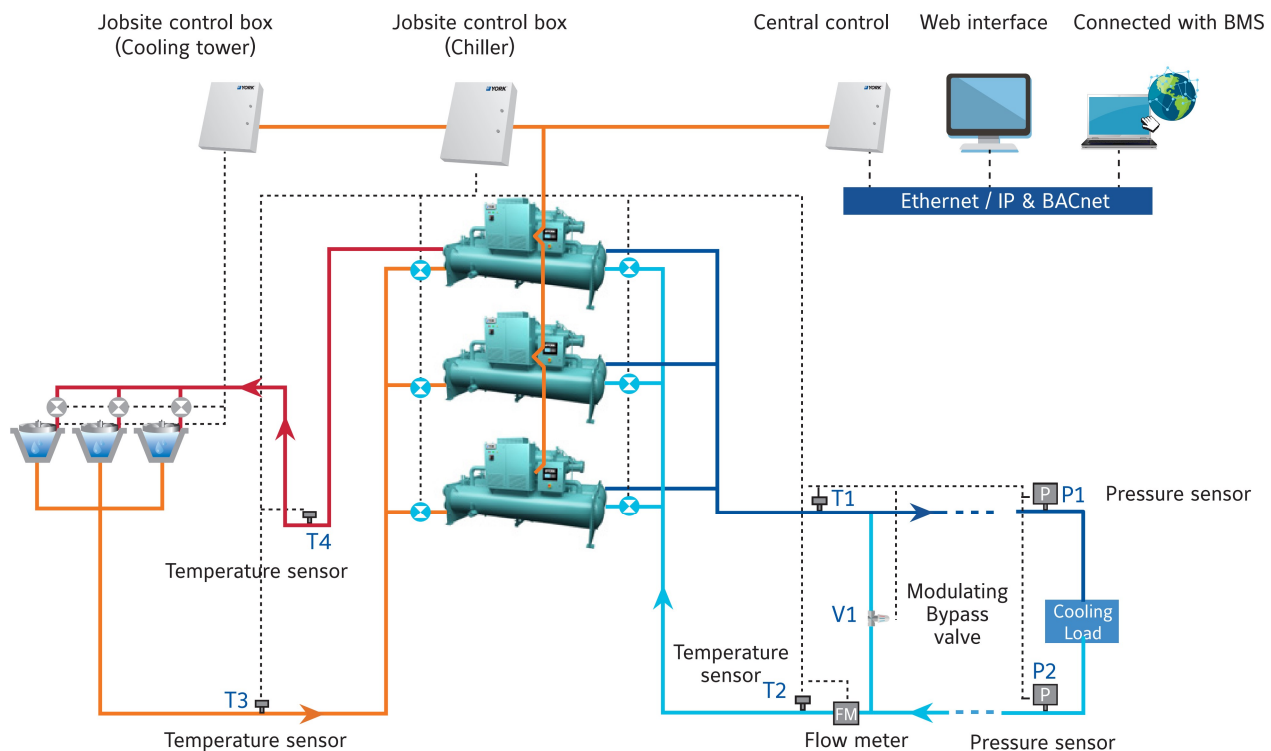 Jobsite control box
(Cooling tower)
Jobsite control box
(Chiller)
Central control
Web interface
Connected with BMS
YORK
YORK
Ethernet / IP & BACnet
T4
Temperature sensor
T3
Temperature sensor
T1
P
P1
Pressure sensor
V1
Modulating
Bypass
valve
Cooling
Load
Temperature
sensor
T2
FM
Flow meter
P2
P
Pressure sensor